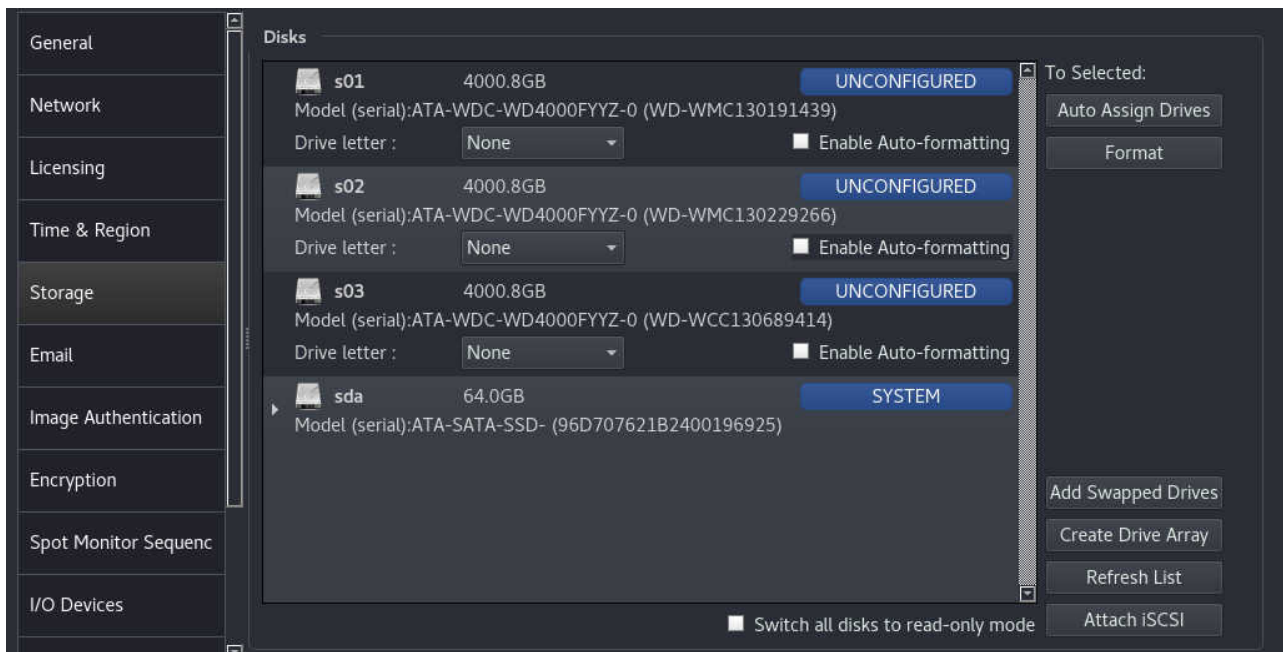 General
Network
Licensing
Time & Region
Storage
Email
Image Authentication
Encryption
Spot Monitor Sequenc
I/O Devices
Disks
s01 4000.8GB UNCONFIGURED
Model (serial):ATA-WDC-WD4000FYYZ-0 (WD-WMC130191439)
Drive letter : None Enable Auto-formatting
s02 4000.8GB UNCONFIGURED
Model (serial):ATA-WDC-WD4000FYYZ-0 (WD-WMC130229266)
Drive letter : None Enable Auto-formatting
s03 4000.8GB UNCONFIGURED
Model (serial):ATA-WDC-WD4000FYYZ-0 (WD-WCC130689414)
Drive letter : None Enable Auto-formatting
sda 64.0GB SYSTEM
Model (serial):ATA-SATA-SSD- (96D707621B2400196925)
Switch all disks to read-only mode
To Selected:
Auto Assign Drives
Format
Add Swapped Drives
Create Drive Array
Refresh List
Attach iSCSI